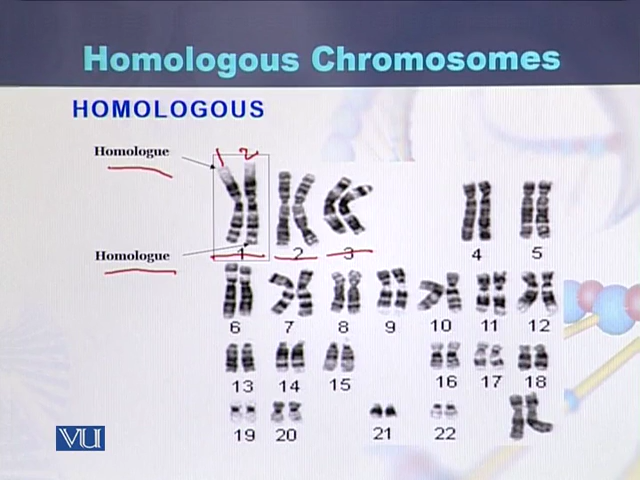 Homologous Chromosomes
HOMOLOGOUS
Homologue
1 2
Homologue
1 2 3 4 5
6 7 8 9 10 11 12
13 14 15 16 17 18
19 20 21 22
VU